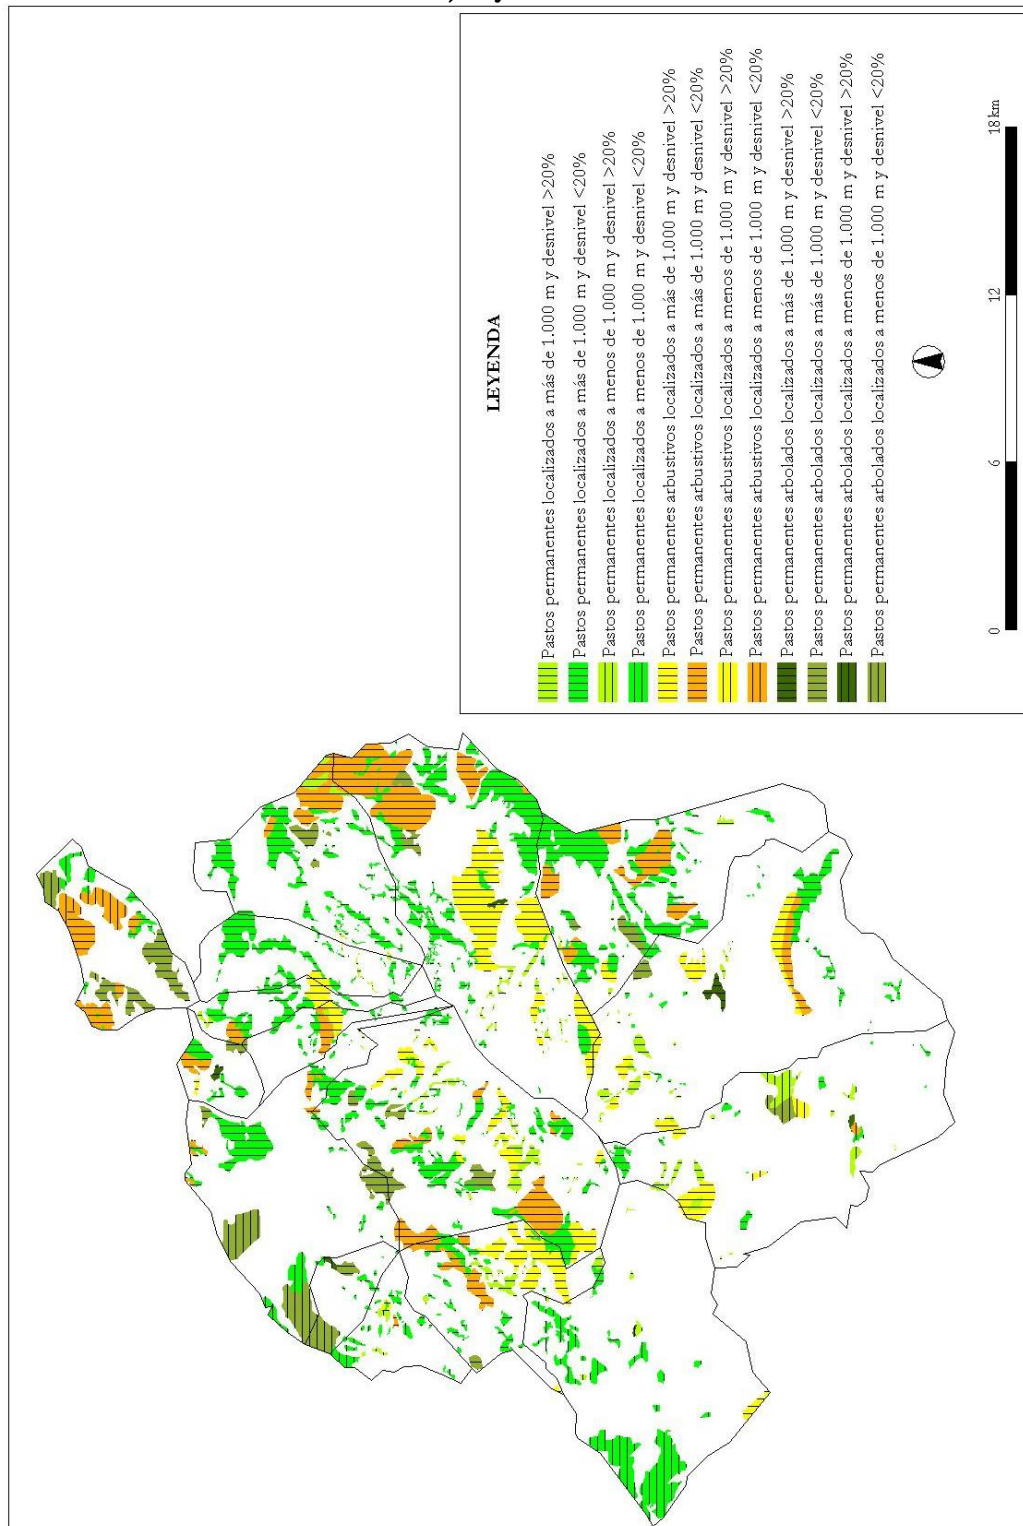 LEYENDA
Pastos permanentes localizados a más de 1.000 m y desnivel >20%
Pastos permanentes localizados a más de 1.000 m y desnivel <20%
Pastos permanentes localizados a menos de 1.000 m y desnivel >20%
Pastos permanentes localizados a menos de 1.000 m y desnivel <20%
Pastos permanentes arbustivos localizados a más de 1.000 m y desnivel >20%
Pastos permanentes arbustivos localizados a más de 1.000 m y desnivel <20%
Pastos permanentes arbustivos localizados a menos de 1.000 m y desnivel >20%
Pastos permanentes arbustivos localizados a menos de 1.000 m y desnivel <20%
Pastos permanentes arbolados localizados a más de 1.000 m y desnivel >20%
Pastos permanentes arbolados localizados a más de 1.000 m y desnivel <20%
Pastos permanentes arbolados localizados a menos de 1.000 m y desnivel >20%
Pastos permanentes arbolados localizados a menos de 1.000 m y desnivel <20%
0 6 12 18 km